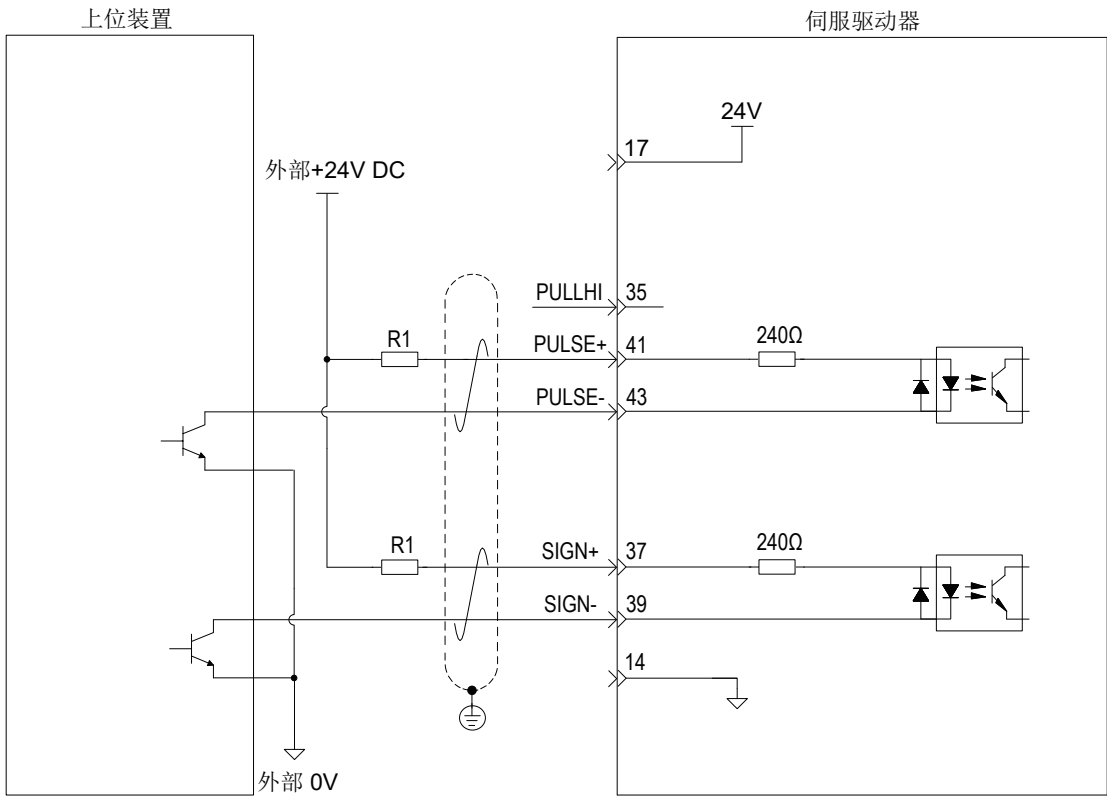 上位装置
伺服驱动器
24V
17
外部+24V DC
PULLHI
35
R1
PULSE+
41
240Ω
PULSE-
43
R1
SIGN+
37
240Ω
SIGN-
39
14
外部 0V